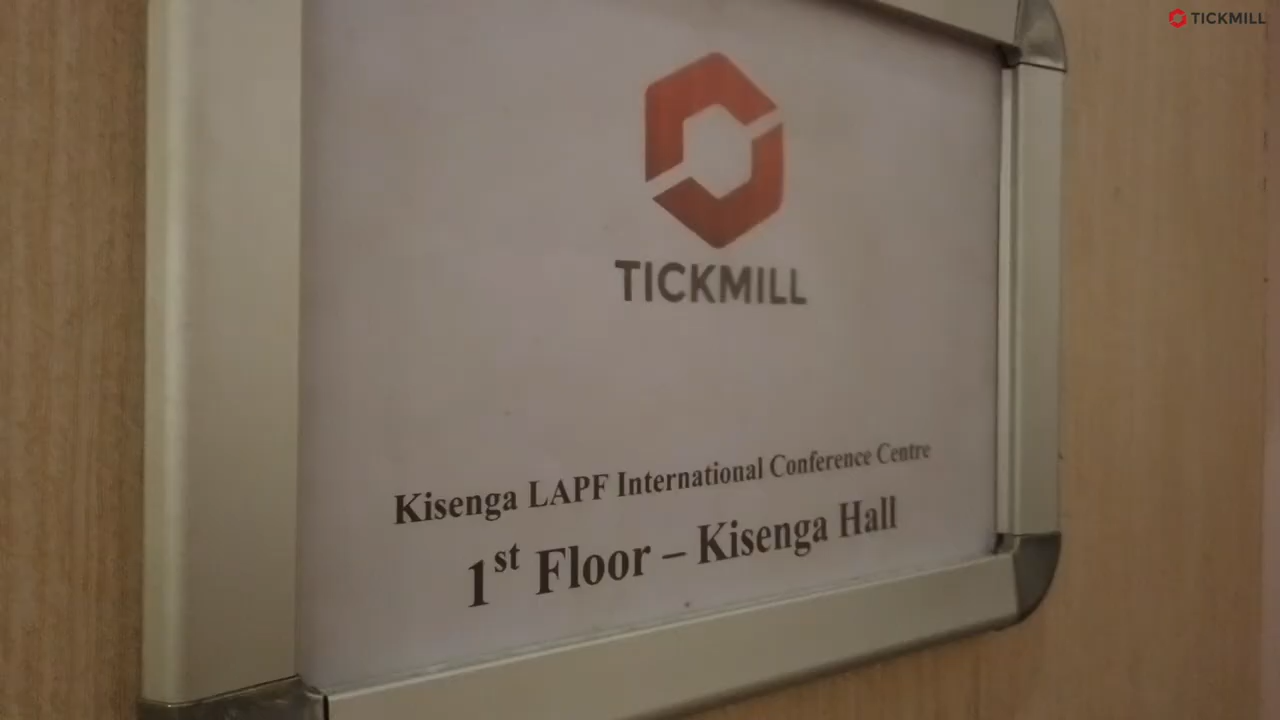 TICKMILL
TICKMILL
Kisenga LAPF International Conference Centre
1st Floor – Kisenga Hall